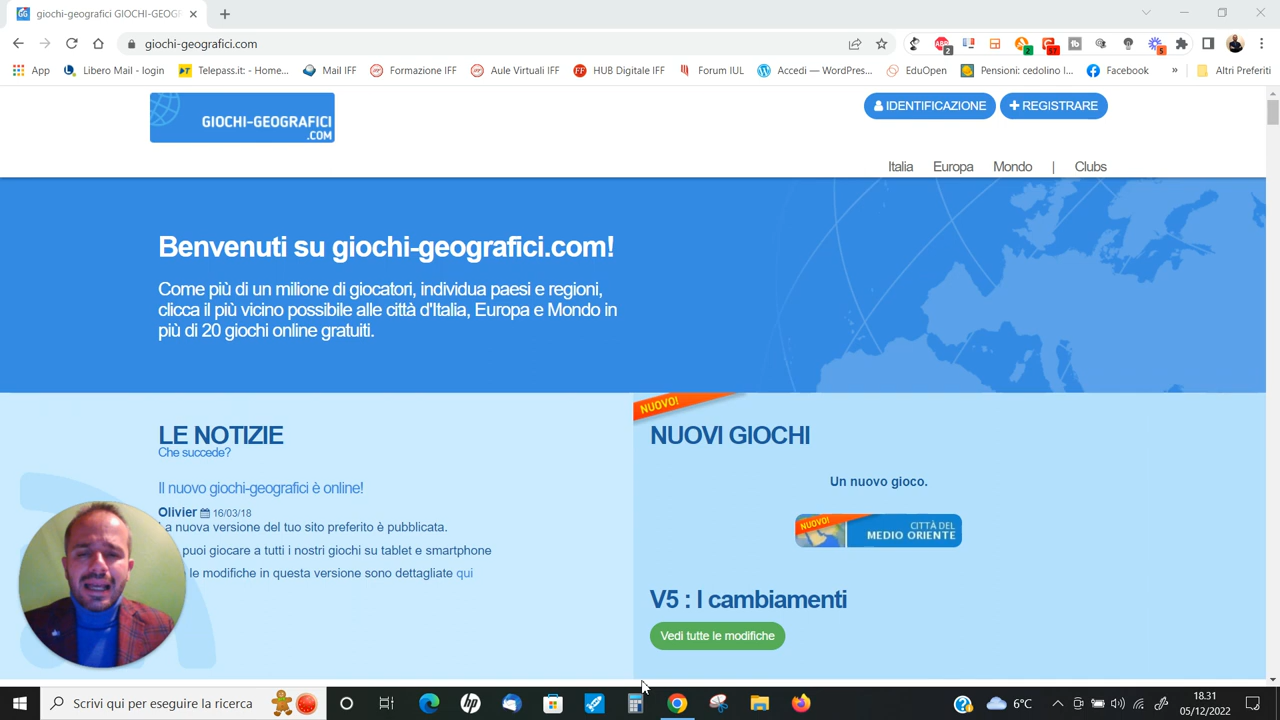 giochi-geografici GIOCHI-GEOG
giochi-geografici.com
App
Libero Mail - login
Telepass.it: - Home...
Mail IFF
Formazione IFF
Aule Virtuali IFF
HUB Digitale IFF
Forum IUL
Accedi — WordPres...
EduOpen
Pensioni: cedolino I...
Facebook
»
Altri Preferiti
GIOCHI-GEOGRAFICI
.COM
IDENTIFICAZIONE
REGISTRARE
Italia Europa Mondo | Clubs
Benvenuti su giochi-geografici.com!
Come più di un milione di giocatori, individua paesi e regioni,
clicca il più vicino possibile alle città d'Italia, Europa e Mondo in
più di 20 giochi online gratuiti.
LE NOTIZIE
Che succede?
Il nuovo giochi-geografici è online!
Olivier 16/03/18
La nuova versione del tuo sito preferito è pubblicata.
puoi giocare a tutti i nostri giochi su tablet e smartphone
le modifiche in questa versione sono dettagliate qui
NUOVO!
NUOVI GIOCHI
Un nuovo gioco.
NUOVO!
CITTÀ DEL
MEDIO ORIENTE
V5 : I cambiamenti
Vedi tutte le modifiche
Scrivi qui per eseguire la ricerca
6°C
18.31
05/12/2022